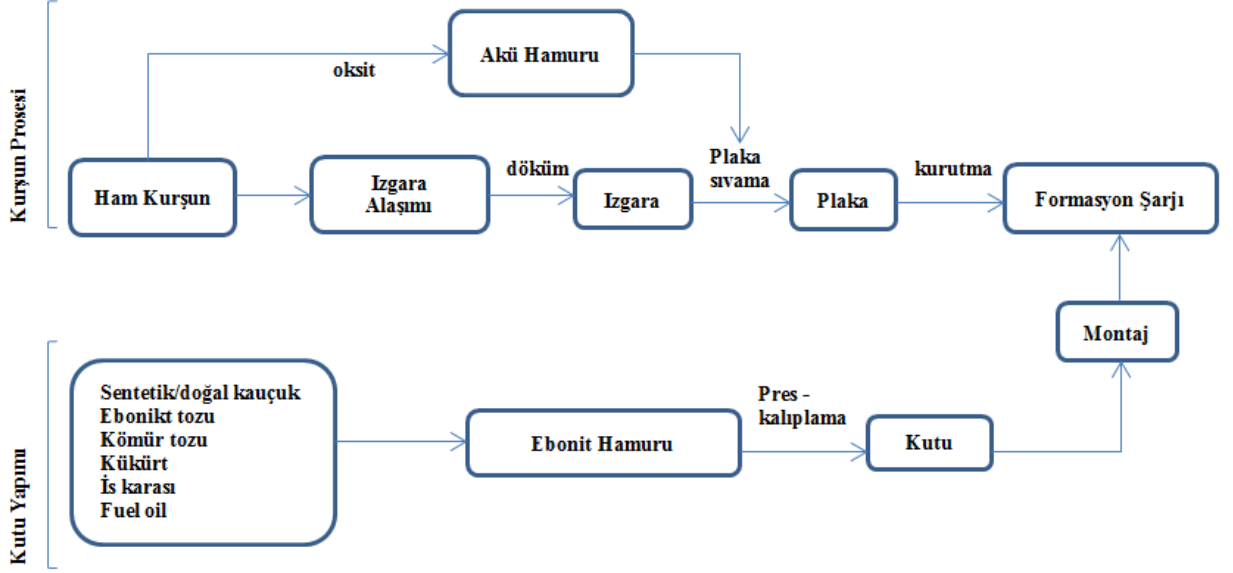 Kurşun Prosesi
Akü Hamuru
oksit
Ham Kurşun
Izgara
Alaşımı
döküm
Izgara
Plaka
sıvama
Plaka
kurutma
Formasyon Şarjı
Montaj
Kutu Yapımı
Sentetik/doğal kauçuk
Ebonikt tozu
Kömür tozu
Kükürt
İs karası
Fuel oil
Ebonit Hamuru
Pres -
kalıplama
Kutu